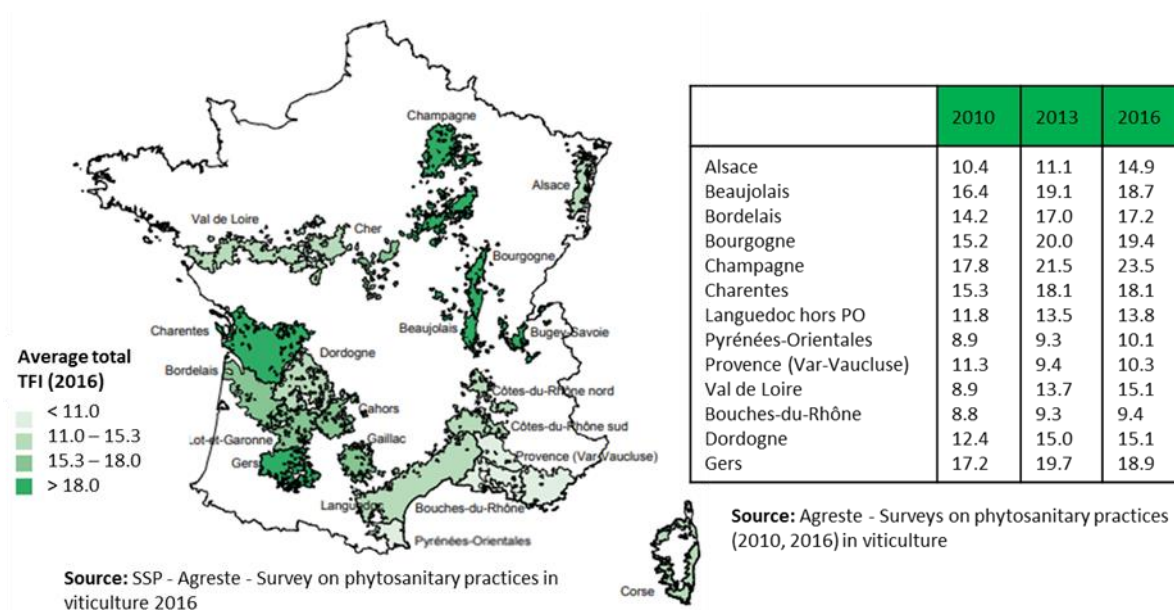 Champagne
Alsace
Val de Loire
Cher
Bourgogne
Charentes
Beaujolais
Bugey-Savoie
Dordogne
Bordelais
Côtes-du-Rhône nord
Cahors
Côtes-du-Rhône sud
Lot-et-Garonne
Gaillac
Provence (Var-Vaucluse)
Gers
Languedoc
Bouches-du-Rhône
Pyrénées-Orientales
Corse
Average total
TFI (2016)
< 11.0
11.0 – 15.3
15.3 – 18.0
> 18.0
Source: SSP - Agreste - Survey on phytosanitary practices in
viticulture 2016
2010 2013 2016
Alsace 10.4 11.1 14.9
Beaujolais 16.4 19.1 18.7
Bordelais 14.2 17.0 17.2
Bourgogne 15.2 20.0 19.4
Champagne 17.8 21.5 23.5
Charentes 15.3 18.1 18.1
Languedoc hors PO 11.8 13.5 13.8
Pyrénées-Orientales 8.9 9.3 10.1
Provence (Var-Vaucluse) 11.3 9.4 10.3
Val de Loire 8.9 13.7 15.1
Bouches-du-Rhône 8.8 9.3 9.4
Dordogne 12.4 15.0 15.1
Gers 17.2 19.7 18.9
Source: Agreste - Surveys on phytosanitary practices
(2010, 2016) in viticulture